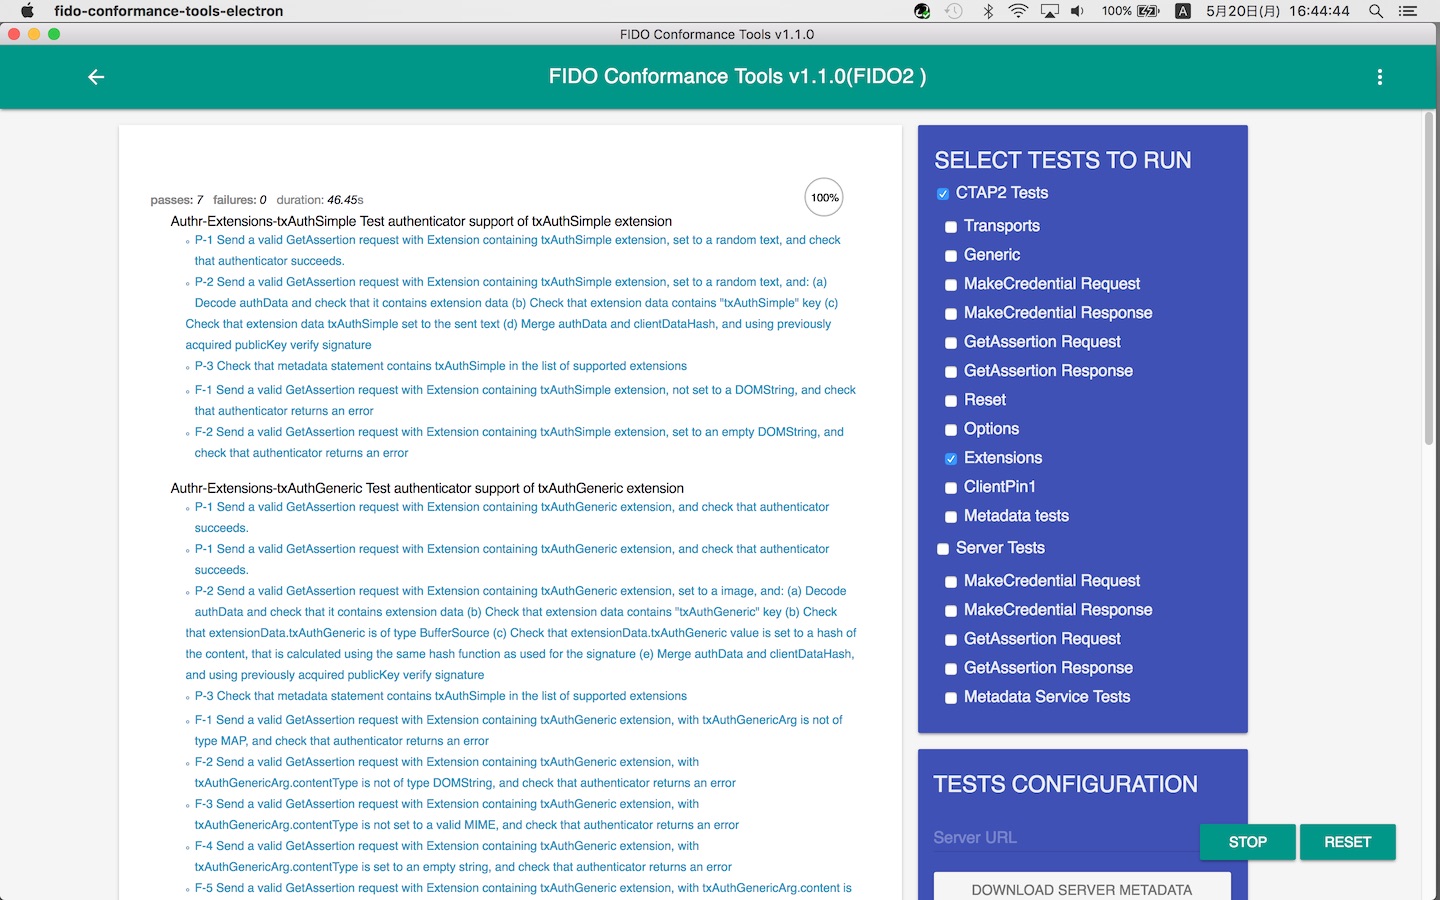 fido-conformance-tools-electron
100%
A
5月20日(月) 16:44:44
FIDO Conformance Tools v1.1.0
FIDO Conformance Tools v1.1.0(FIDO2 )
passes: 7 failures: 0 duration: 46.45s
100%
Authr-Extensions-txAuthSimple Test authenticator support of txAuthSimple extension
P-1 Send a valid GetAssertion request with Extension containing txAuthSimple extension, set to a random text, and check
that authenticator succeeds.
P-2 Send a valid GetAssertion request with Extension containing txAuthSimple extension, set to a random text, and: (a)
Decode authData and check that it contains extension data (b) Check that extension data contains "txAuthSimple" key (c)
Check that extension data txAuthSimple set to the sent text (d) Merge authData and clientDataHash, and using previously
acquired publicKey verify signature
P-3 Check that metadata statement contains txAuthSimple in the list of supported extensions
F-1 Send a valid GetAssertion request with Extension containing txAuthSimple extension, not set to a DOMString, and check
that authenticator returns an error
F-2 Send a valid GetAssertion request with Extension containing txAuthSimple extension, set to an empty DOMString, and
check that authenticator returns an error
Authr-Extensions-txAuthGeneric Test authenticator support of txAuthGeneric extension
P-1 Send a valid GetAssertion request with Extension containing txAuthGeneric extension, and check that authenticator
succeeds.
P-1 Send a valid GetAssertion request with Extension containing txAuthGeneric extension, and check that authenticator
succeeds.
P-2 Send a valid GetAssertion request with Extension containing txAuthGeneric extension, set to a image, and: (a) Decode
authData and check that it contains extension data (b) Check that extension data contains "txAuthGeneric" key (b) Check
that extensionData.txAuthGeneric is of type BufferSource (c) Check that extensionData.txAuthGeneric value is set to a hash of
the content, that is calculated using the same hash function as used for the signature (e) Merge authData and clientDataHash,
and using previously acquired publicKey verify signature
P-3 Check that metadata statement contains txAuthSimple in the list of supported extensions
F-1 Send a valid GetAssertion request with Extension containing txAuthGeneric extension, with txAuthGenericArg is not of
type MAP, and check that authenticator returns an error
F-2 Send a valid GetAssertion request with Extension containing txAuthGeneric extension, with
txAuthGenericArg.contentType is not of type DOMString, and check that authenticator returns an error
F-3 Send a valid GetAssertion request with Extension containing txAuthGeneric extension, with
txAuthGenericArg.contentType is not set to a valid MIME, and check that authenticator returns an error
F-4 Send a valid GetAssertion request with Extension containing txAuthGeneric extension, with
txAuthGenericArg.contentType is set to an empty string, and check that authenticator returns an error
F-5 Send a valid GetAssertion request with Extension containing txAuthGeneric extension, with txAuthGenericArg.content is
SELECT TESTS TO RUN
CTAP2 Tests
Transports
Generic
MakeCredential Request
MakeCredential Response
GetAssertion Request
GetAssertion Response
Reset
Options
Extensions
ClientPin1
Metadata tests
Server Tests
MakeCredential Request
MakeCredential Response
GetAssertion Request
GetAssertion Response
Metadata Service Tests
TESTS CONFIGURATION
Server URL
STOP
RESET
DOWNLOAD SERVER METADATA